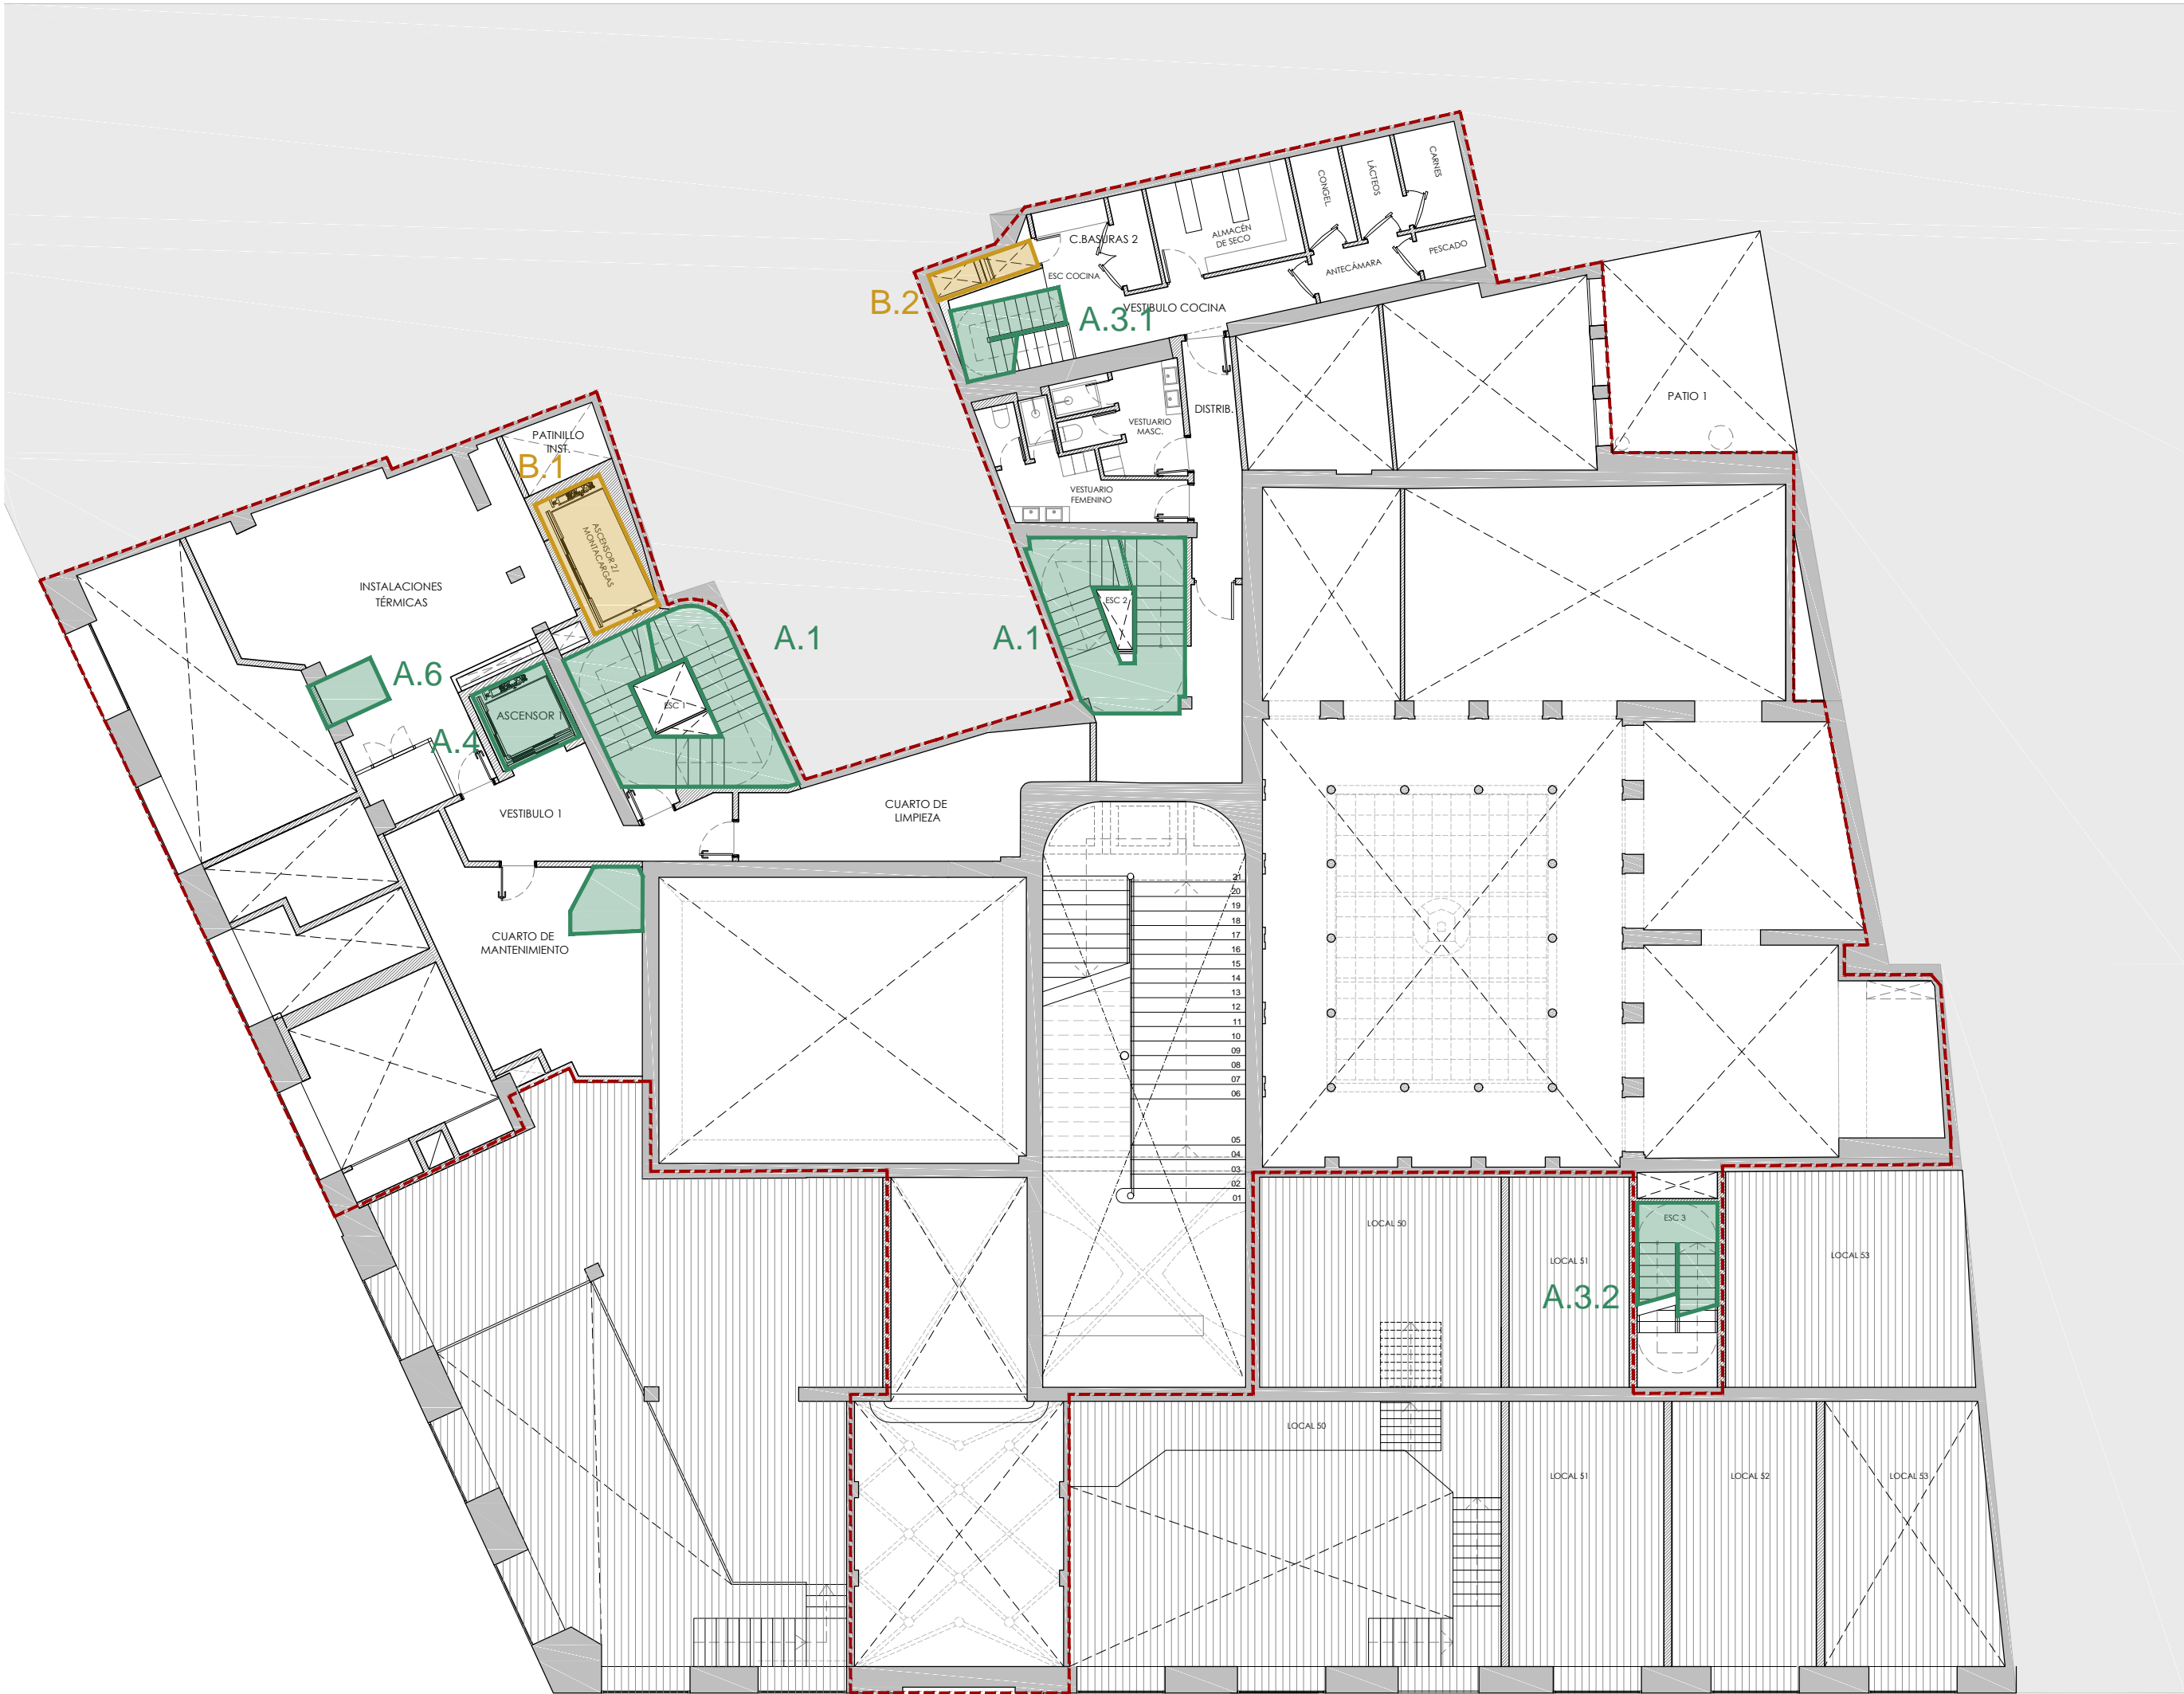 CARNES
LÁCTEOS
CONGEL.
ALMACÉN
DE SECO
C.BASURAS 2
PESCADO
ANTECÁMARA
ESC COCINA
B.2
VESTIBULO COCINA
A.3.1
PATIO 1
DISTRIB.
VESTUARIO
MASC.
VESTUARIO
FEMENINO
PATINILLO
INST.
B.1
ASCENSOR 2/
MONTACARGAS
INSTALACIONES
TÉRMICAS
ESC 2
A.1
A.1
A.6
ESC 1
ASCENSOR 1
A.4
VESTIBULO 1
CUARTO DE
LIMPIEZA
CUARTO DE
MANTENIMIENTO
21
20
19
18
17
16
15
14
13
12
11
10
09
08
07
06
05
04
03
02
01
LOCAL 50
ESC 3
LOCAL 51
LOCAL 53
A.3.2
LOCAL 50
LOCAL 51
LOCAL 52
LOCAL 53